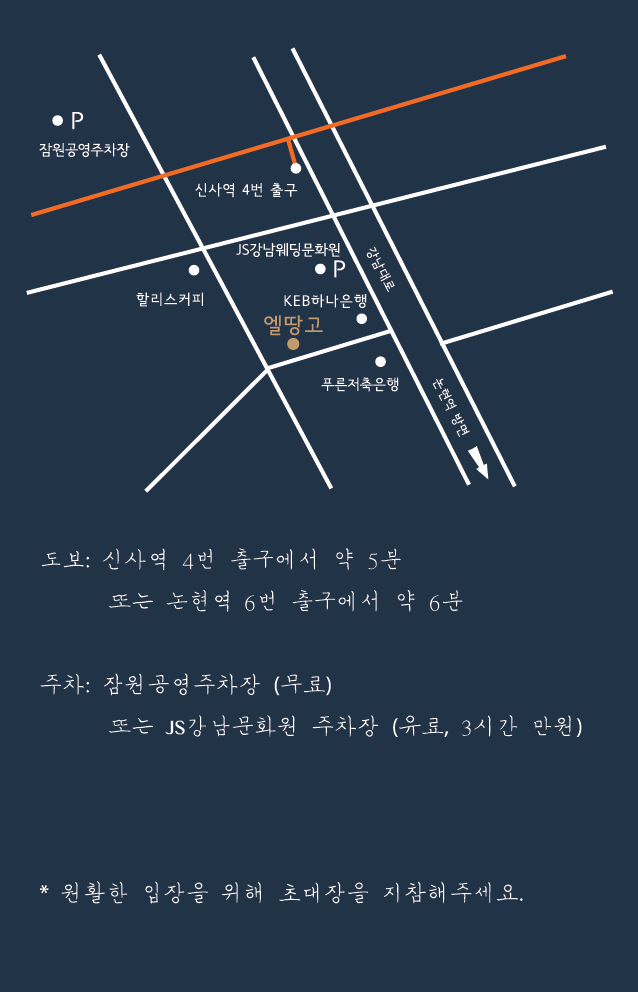 P
잠원공영주차장
신사역 4번 출구
JS강남웨딩문화원
P
강남대로
할리스커피
KEB하나은행
엘땅고
푸른저축은행
논현역 방면
도보: 신사역 4번 출구에서 약 5분
또는 논현역 6번 출구에서 약 6분
주차: 잠원공영주차장 (무료)
또는 JS강남문화원 주차장 (유료, 3시간 만원)
* 원활한 입장을 위해 초대장을 지참해주세요.